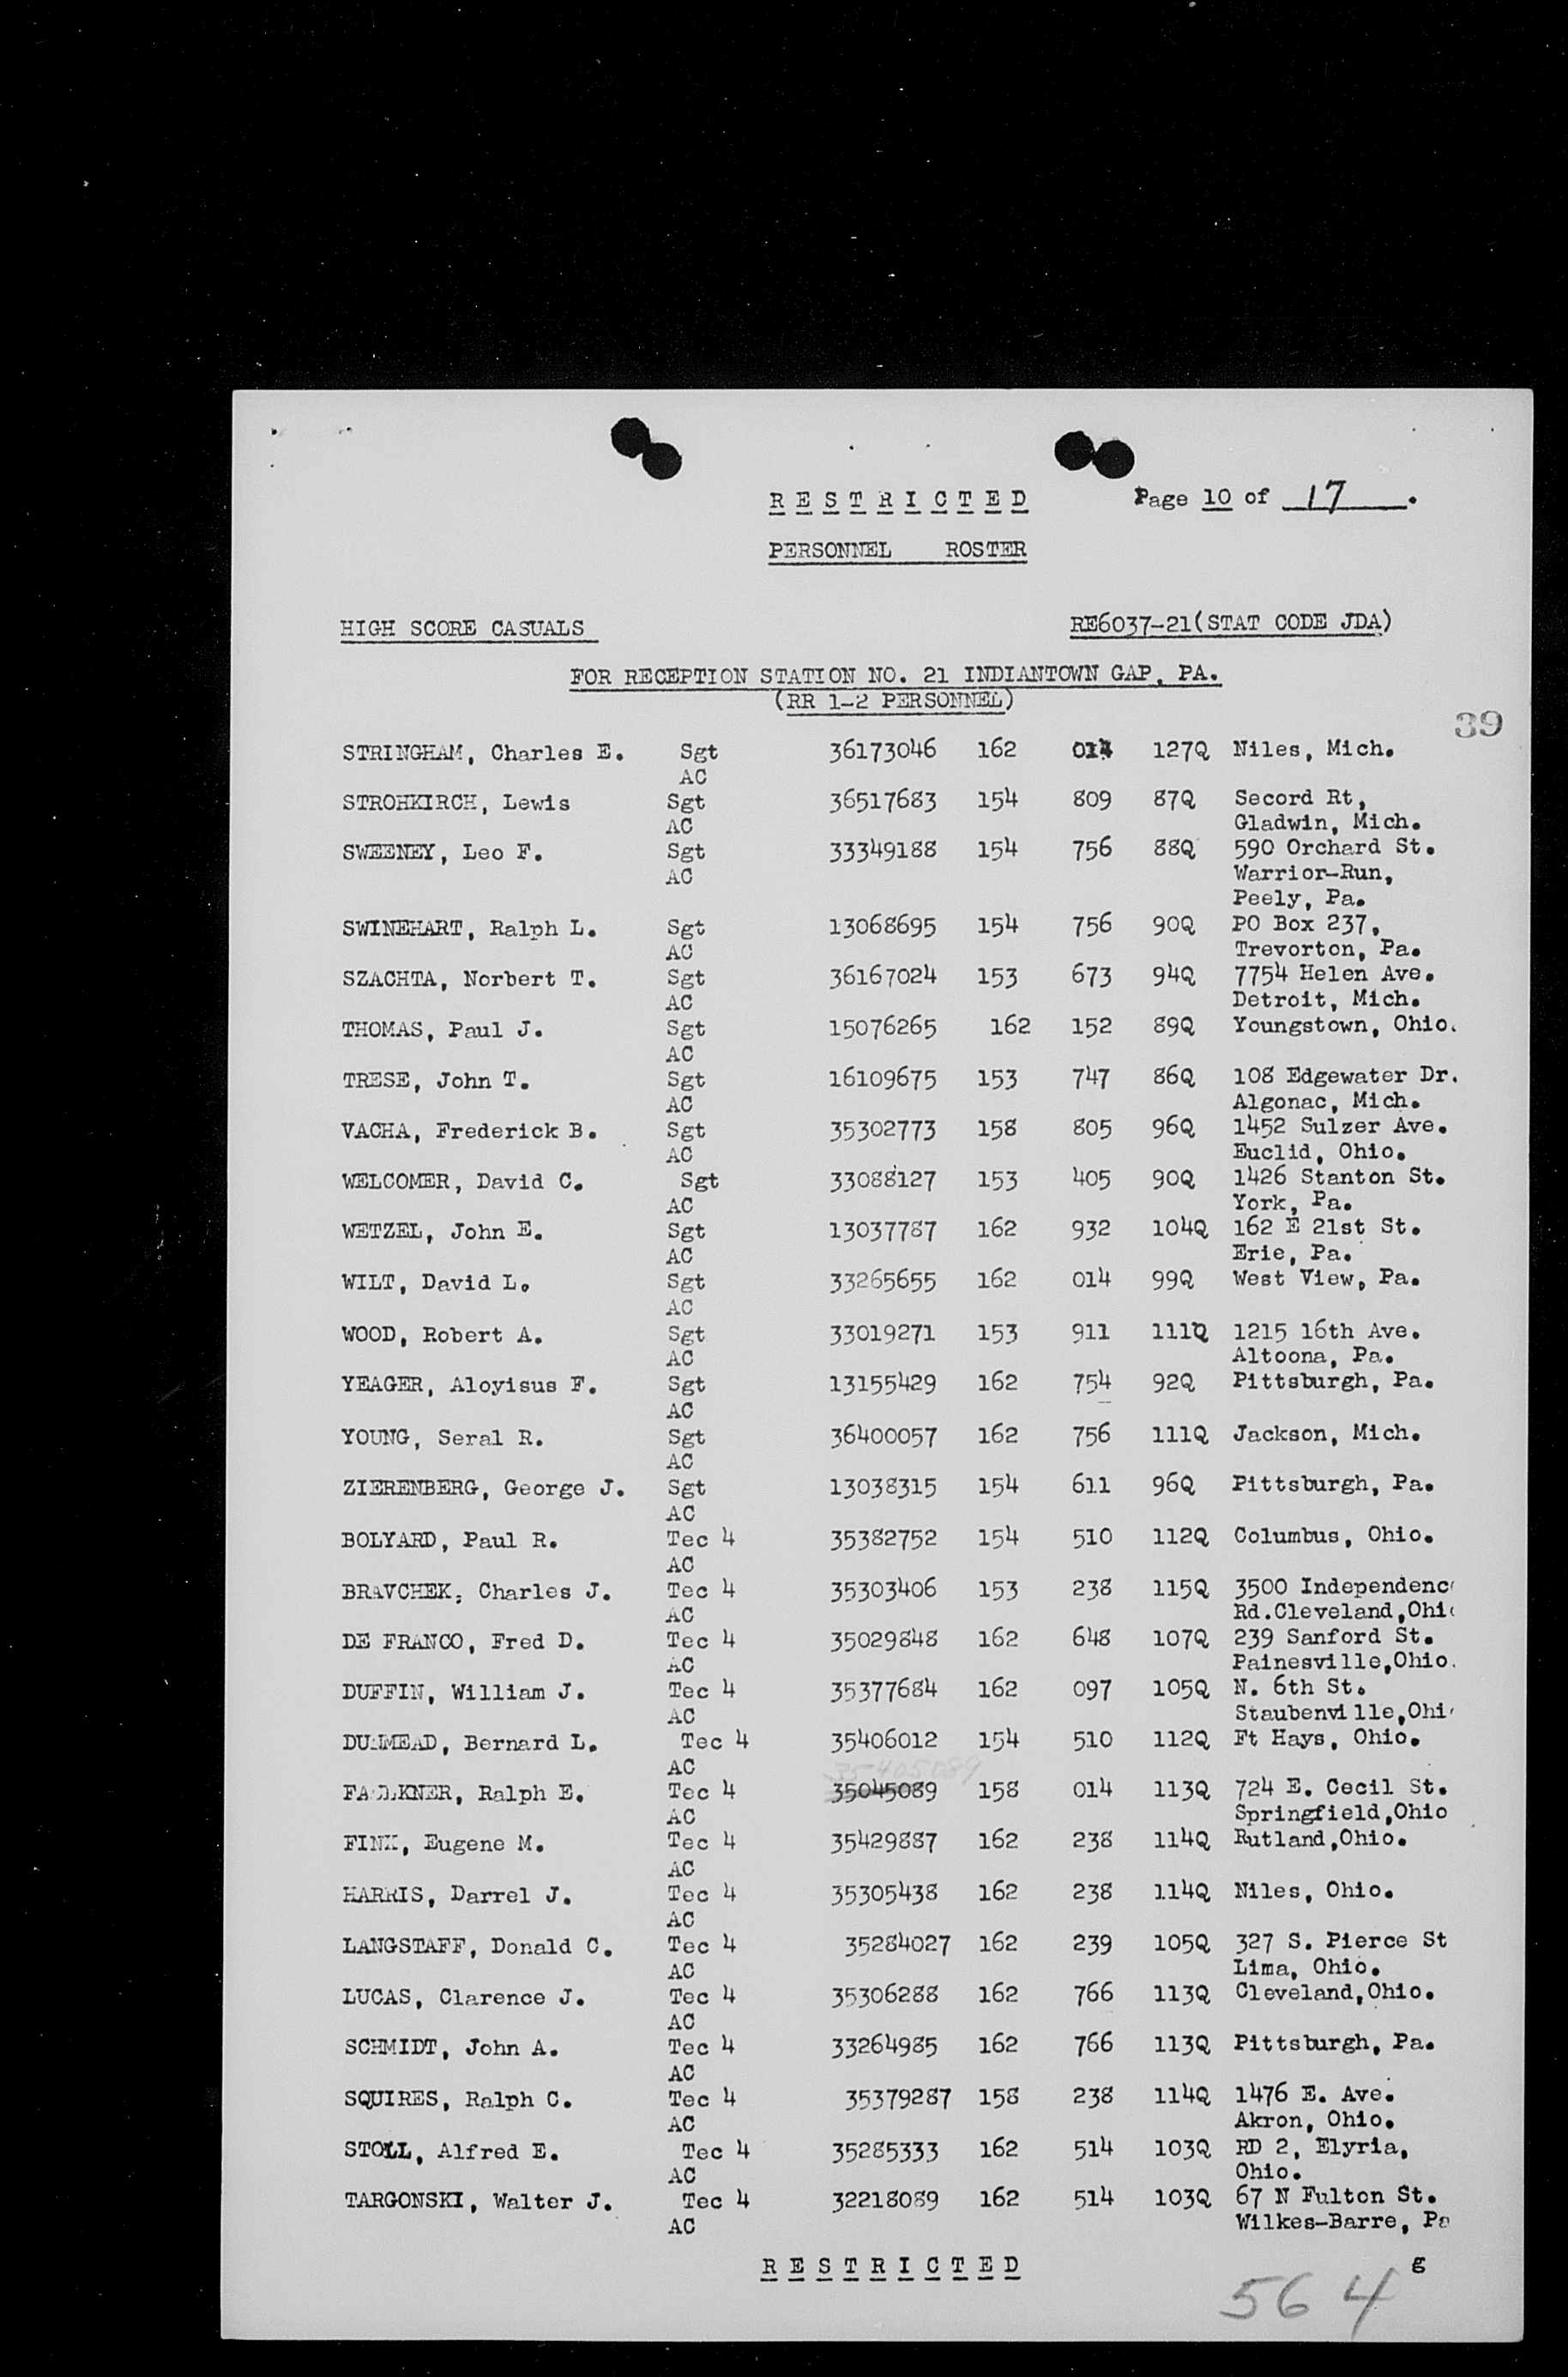 R E S T R I C T E D Page 10 of 17.
PERSONNEL ROSTER
HIGH SCORE CASUALS RE6037-21(STAT CODE JDA)
FOR RECEPTION STATION NO. 21 INDIANTOWN GAP, PA.
(RR 1-2 PERSONNEL)
39
STRINGHAM, Charles E. Sgt 36173046 162 014 127Q Niles, Mich.
AC
STROHKIRCH, Lewis Sgt 36517683 154 809 87Q Secord Rt,
AC Gladwin, Mich.
SWEENEY, Leo F. Sgt 33349188 154 756 88Q 590 Orchard St.
AC Warrior-Run,
Peely, Pa.
SWINEHART, Ralph L. Sgt 13068695 154 756 90Q PO Box 237,
AC Trevorton, Pa.
SZACHTA, Norbert T. Sgt 36167024 153 673 94Q 7754 Helen Ave.
AC Detroit, Mich.
THOMAS, Paul J. Sgt 15076265 162 152 89Q Youngstown, Ohio.
AC
TRESE, John T. Sgt 16109675 153 747 86Q 108 Edgewater Dr.
AC Algonac, Mich.
VACHA, Frederick B. Sgt 35302773 158 805 96Q 1452 Sulzer Ave.
AC Euclid, Ohio.
WELCOMER, David C. Sgt 33088127 153 405 90Q 1426 Stanton St.
AC York, Pa.
WETZEL, John E. Sgt 13037787 162 932 104Q 162 E 21st St.
AC Erie, Pa.
WILT, David L. Sgt 33265655 162 014 99Q West View, Pa.
AC
WOOD, Robert A. Sgt 33019271 153 911 111Q 1215 16th Ave.
AC Altoona, Pa.
YEAGER, Aloyisus F. Sgt 13155429 162 754 92Q Pittsburgh, Pa.
AC
YOUNG, Seral R. Sgt 36400057 162 756 111Q Jackson, Mich.
AC
ZIERENBERG, George J. Sgt 13038315 154 611 96Q Pittsburgh, Pa.
AC
BOLYARD, Paul R. Tec 4 35382752 154 510 112Q Columbus, Ohio.
AC
BRAVCHEK, Charles J. Tec 4 35303406 153 238 115Q 3500 Independenc
AC Rd.Cleveland,Ohi
DE FRANCO, Fred D. Tec 4 35029848 162 648 107Q 239 Sanford St.
AC Painesville,Ohio.
DUFFIN, William J. Tec 4 35377684 162 097 105Q N. 6th St.
AC Staubenville,Ohi
Bernard L. Tec 4 35406012 154 510 112Q Ft Hays, Ohio.
AC
35405089
FAULKNER, Ralph E. Tec 4 35045089 158 014 113Q 724 E. Cecil St.
AC Springfield,Ohio
FINK, Eugene M. Tec 4 35429887 162 238 114Q Rutland,Ohio.
AC
HARRIS, Darrel J. Tec 4 35305438 162 238 114Q Niles, Ohio.
AC
LANGSTAFF, Donald C. Tec 4 35284027 162 239 105Q 327 S. Pierce St
AC Lima, Ohio.
LUCAS, Clarence J. Tec 4 35306288 162 766 113Q Cleveland,Ohio.
AC
SCHMIDT, John A. Tec 4 33264985 162 766 113Q Pittsburgh, Pa.
AC
SQUIRES, Ralph C. Tec 4 35379287 158 238 114Q 1476 E. Ave.
AC Akron, Ohio.
STOLL, Alfred E. Tec 4 35285333 162 514 103Q RD 2, Elyria,
AC Ohio.
TARGONSKI, Walter J. Tec 4 32218089 162 514 103Q 67 N Fulton St.
AC Wilkes-Barre, Pa
R E S T R I C T E D g
564